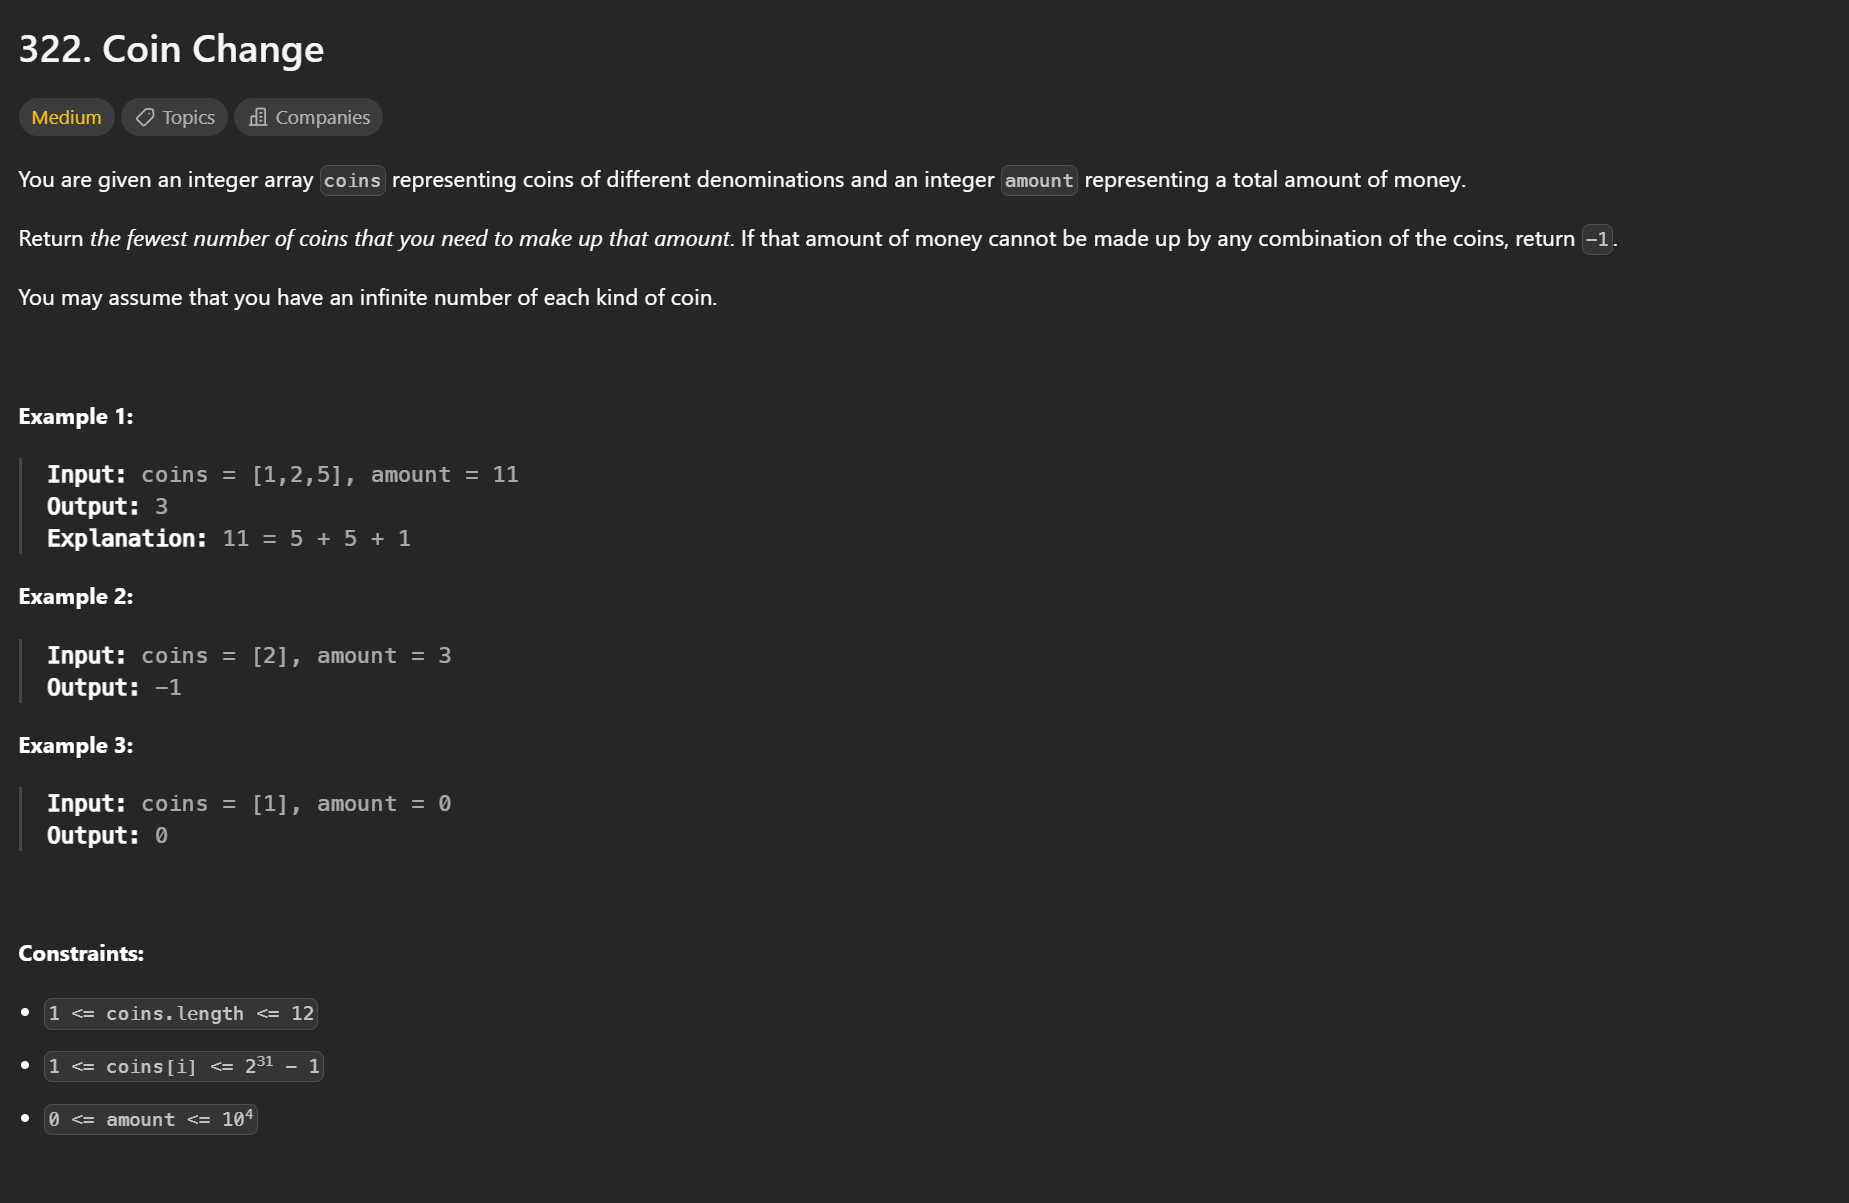 322. Coin Change
Medium Topics Companies
You are given an integer array coins representing coins of different denominations and an integer amount representing a total amount of money.
Return the fewest number of coins that you need to make up that amount. If that amount of money cannot be made up by any combination of the coins, return -1.
You may assume that you have an infinite number of each kind of coin.
Example 1:
Input: coins = [1,2,5], amount = 11
Output: 3
Explanation: 11 = 5 + 5 + 1
Example 2:
Input: coins = [2], amount = 3
Output: -1
Example 3:
Input: coins = [1], amount = 0
Output: 0
Constraints:
• 1 <= coins.length <= 12
• 1 <= coins[i] <= 2³¹ - 1
• 0 <= amount <= 10⁴